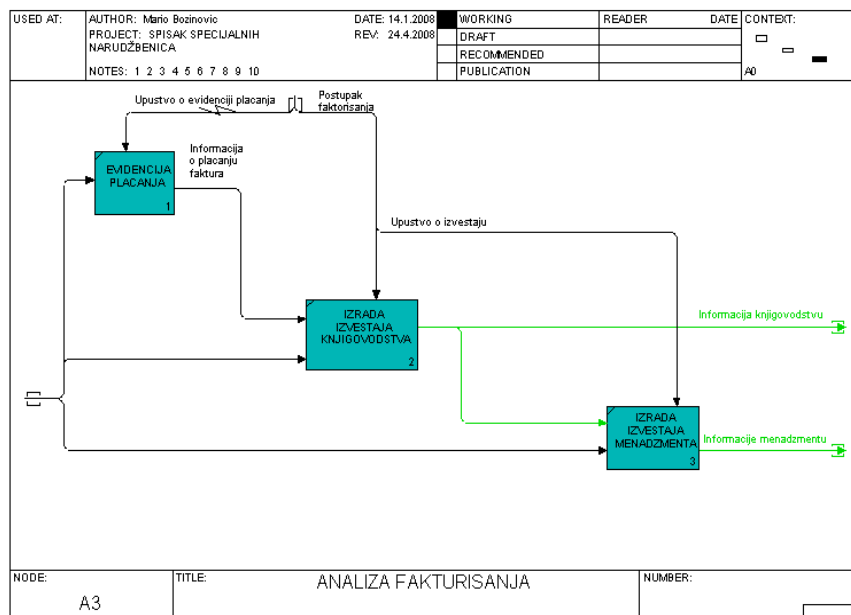 USED AT:
AUTHOR: Mario Bozinovic
DATE: 14.1.2008
WORKING
READER
DATE
CONTEXT:
PROJECT: SPISAK SPECIJALNIH
REV: 24.4.2008
DRAFT
NARUDŽBENICA
RECOMMENDED
NOTES: 1 2 3 4 5 6 7 8 9 10
PUBLICATION
A0
Upustvo o evidenciji placanja
Postupak
faktorisanja
EVIDENCIJA
PLACANJA
1
Informacija
o placanju
faktura
Upustvo o izvestaju
IZRADA
IZVESTAJA
KNJIGOVODSTVA
2
Informacija knjigovodstvu
IZRADA
IZVESTAJA
MENADZMENTA
3
Informacije menadzmentu
NODE:
A3
TITLE:
ANALIZA FAKTURISANJA
NUMBER: